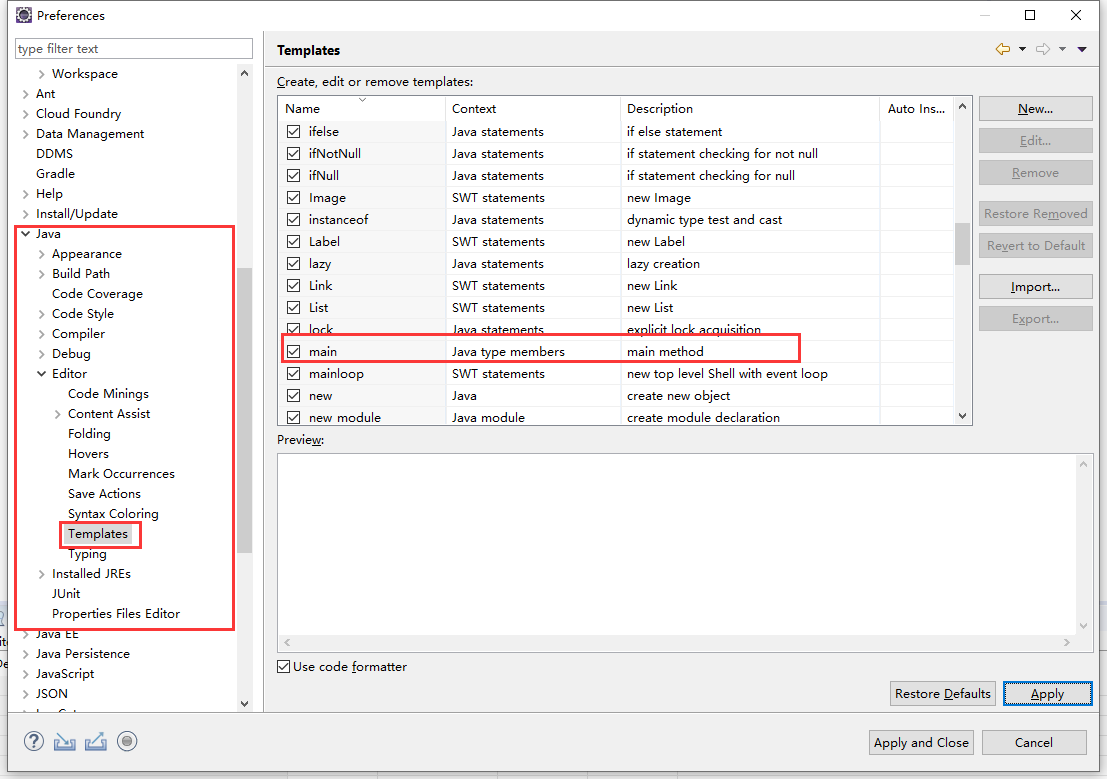 Preferences
type filter text
Workspace
Ant
Cloud Foundry
Data Management
DDMS
Gradle
Help
Install/Update
Java
Appearance
Build Path
Code Coverage
Code Style
Compiler
Debug
Editor
Code Minings
Content Assist
Folding
Hovers
Mark Occurrences
Save Actions
Syntax Coloring
Templates
Typing
Installed JREs
JUnit
Properties Files Editor
Java EE
Java Persistence
JavaScript
JSON
Templates
Create, edit or remove templates:
Name Context Description Auto Ins...
ifelse Java statements if else statement
ifNotNull Java statements if statement checking for not null
ifNull Java statements if statement checking for null
Image SWT statements new Image
instanceof Java statements dynamic type test and cast
Label SWT statements new Label
lazy Java statements lazy creation
Link SWT statements new Link
List SWT statements new List
lock Java statements explicit lock acquisition
main Java type members main method
mainloop SWT statements new top level Shell with event loop
new Java create new object
new module Java module create module declaration
New...
Edit...
Remove
Restore Removed
Revert to Default
Import...
Export...
Preview:
Use code formatter
Restore Defaults Apply
Apply and Close Cancel